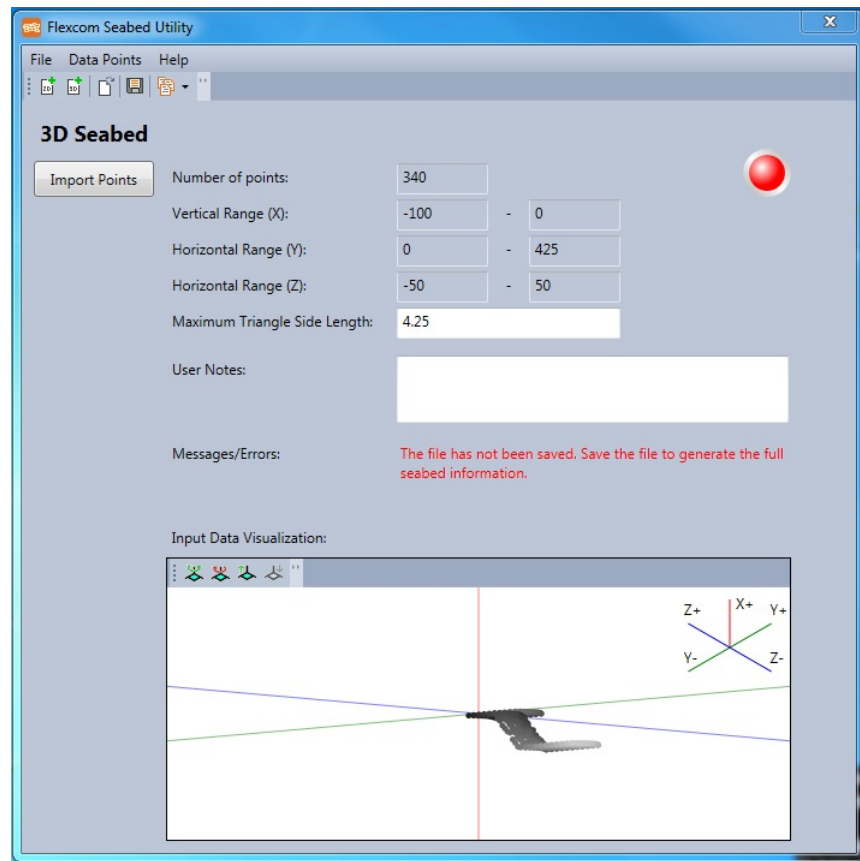 Flexcom Seabed Utility
File Data Points Help
2D 3D
3D Seabed
Import Points
Number of points: 340
Vertical Range (X): -100 - 0
Horizontal Range (Y): 0 - 425
Horizontal Range (Z): -50 - 50
Maximum Triangle Side Length: 4.25
User Notes:
Messages/Errors: The file has not been saved. Save the file to generate the full
seabed information.
Input Data Visualization:
Z+ X+ Y+
Y- Z-